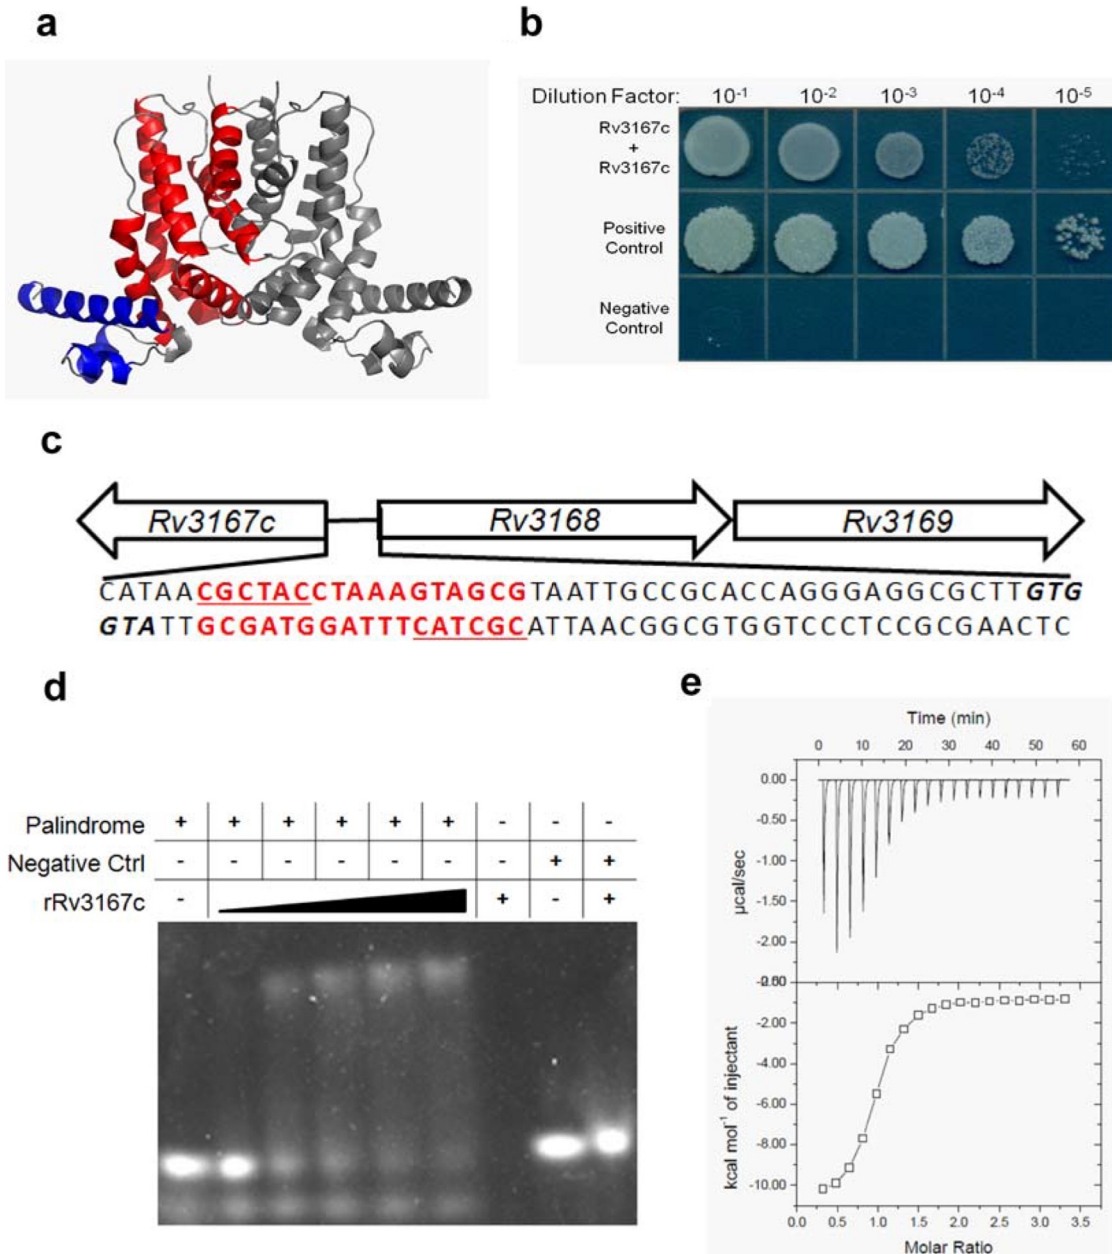 a
b
Dilution Factor: 10-1 10-2 10-3 10-4 10-5
Rv3167c
+
Rv3167c
Positive
Control
Negative
Control
c
Rv3167c Rv3168 Rv3169
CATAACGCTACCTAAAGTAGCGTAATTGCCGCACCAGGGAGGCGCTTGTG
GTATTGCGATGGATTTCATCGCATTAACGGCGTGGTCCCTCCGCGAACTC
d
Palindrome + + + + + + - - -
Negative Ctrl - - - - - - - + +
rRv3167c - + - +
e
Time (min)
0 10 20 30 40 50 60
0.00
-0.50
-1.00
-1.50
-2.00
µcal/sec
-2.00
-4.00
-6.00
-8.00
-10.00
kcal mol-1 of injectant
0.0 0.5 1.0 1.5 2.0 2.5 3.0 3.5
Molar Ratio